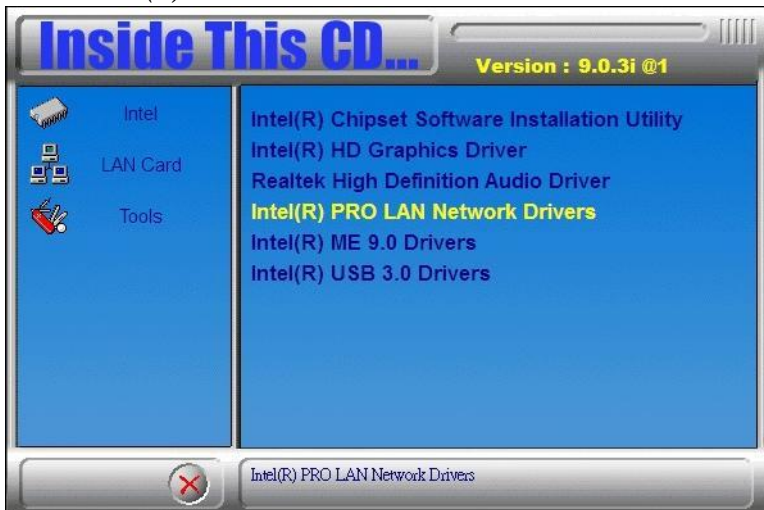 Inside This CD...
Version : 9.0.3i @1
Intel
LAN Card
Tools
Intel(R) Chipset Software Installation Utility
Intel(R) HD Graphics Driver
Realtek High Definition Audio Driver
Intel(R) PRO LAN Network Drivers
Intel(R) ME 9.0 Drivers
Intel(R) USB 3.0 Drivers
Intel(R) PRO LAN Network Drivers